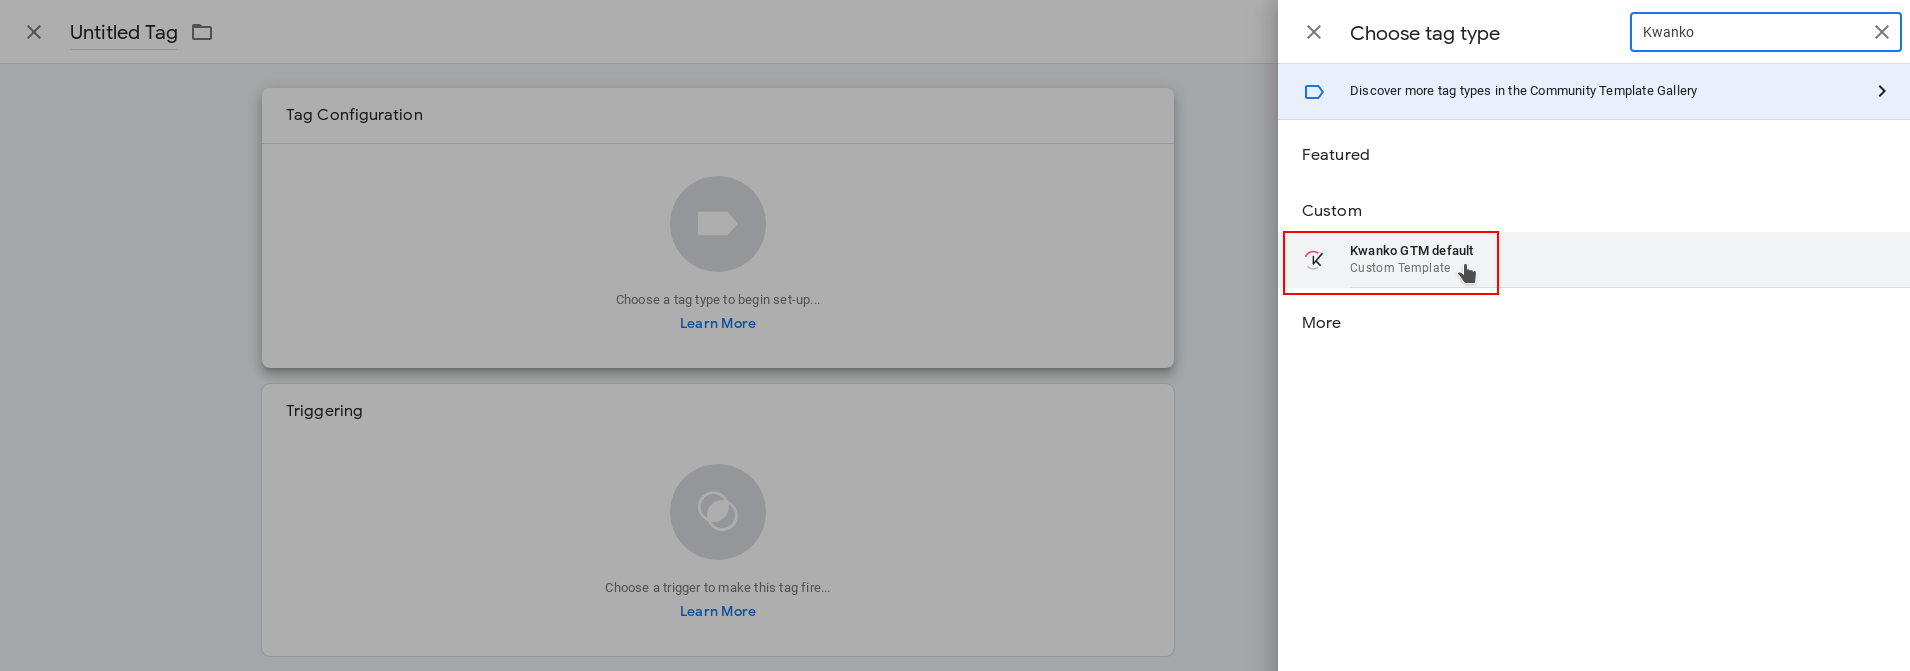 Untitled Tag
Tag Configuration
Choose a tag type to begin set-up...
Learn More
Triggering
Choose a trigger to make this tag fire...
Learn More
Choose tag type
Kwanko
Discover more tag types in the Community Template Gallery
Featured
Custom
Kwanko GTM default
Custom Template
More